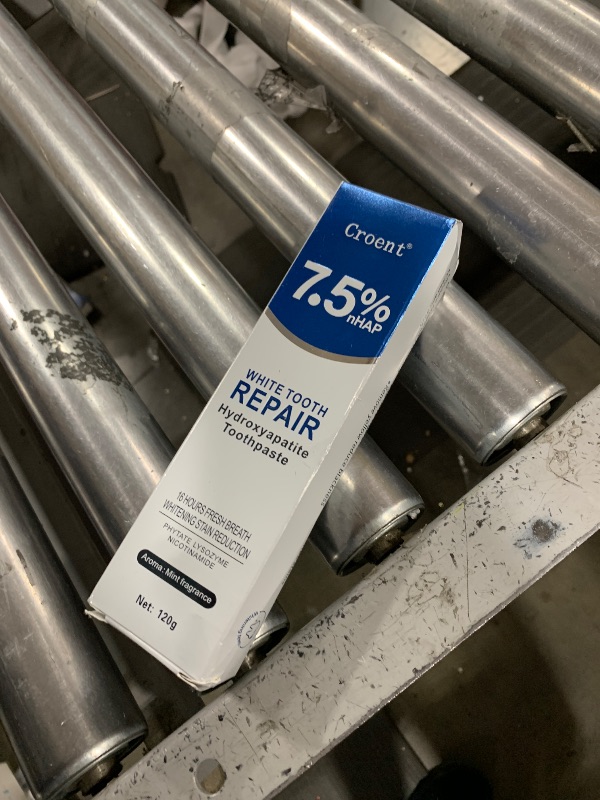 Croent®
7.5%
nHAP
WHITE TOOTH
REPAIR
Hydroxyapatite
Toothpaste
16 HOURS FRESH BREATH
WHITENING STAIN REDUCTION
PHYTATE LYSOZYME
NICOTINAMIDE
Aroma: Mint fragrance
Net: 120g